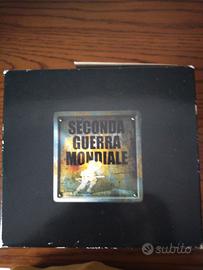 SECONDA
GUERRA
MONDIALE
subito